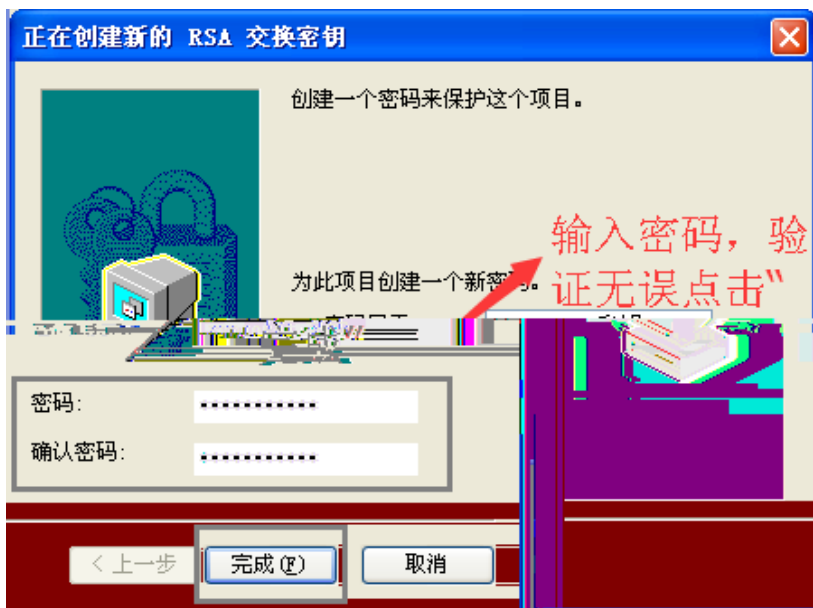 正在创建新的 RSA 交换密钥
创建一个密码来保护这个项目。
输入密码，验
证无误点击“
为此项目创建一个新密码。
密码:
确认密码:
< 上一步
完成(F)
取消